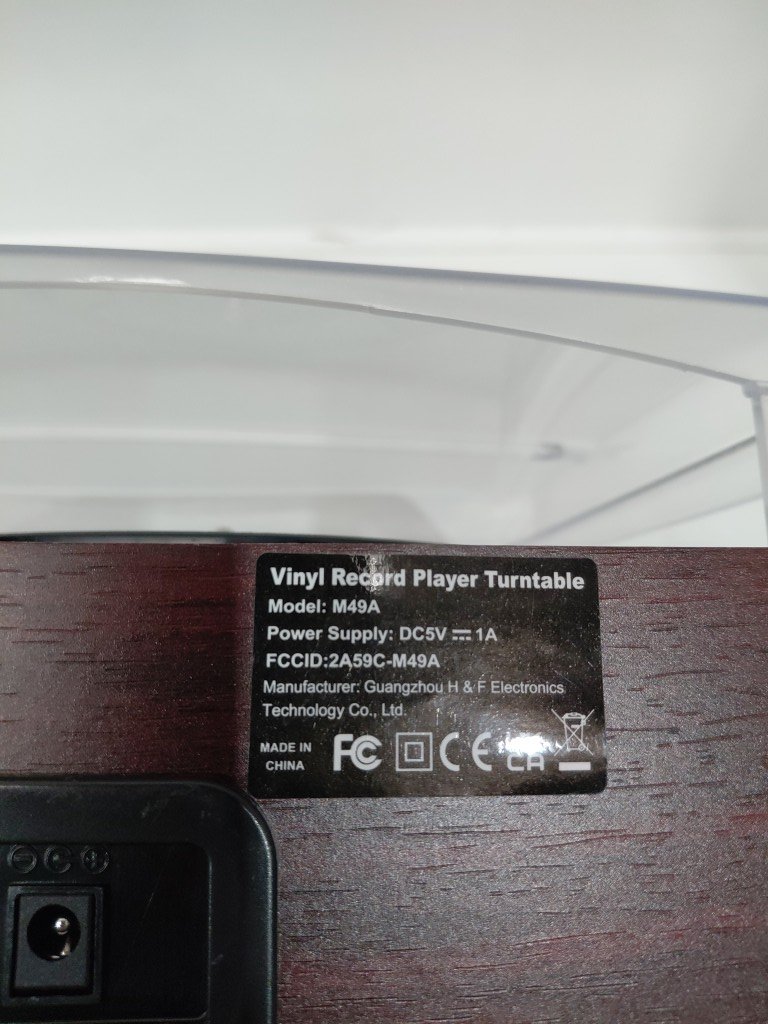 Vinyl Record Player Turntable
Model: M49A
Power Supply: DC5V ⎓ 1A
FCCID:2A59C-M49A
Manufacturer: Guangzhou H & F Electronics
Technology Co., Ltd.
MADE IN
CHINA
FC CE CA